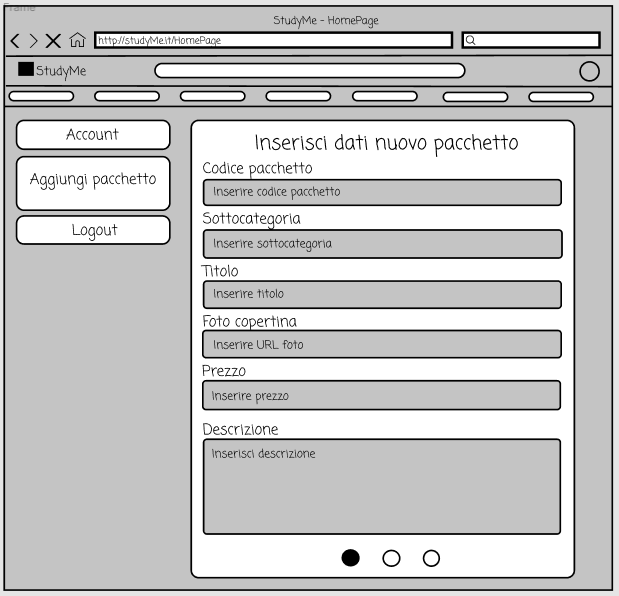 Frame
StudyMe - HomePage
http://studyMe.it/HomePage
StudyMe
Account
Aggiungi pacchetto
Logout
Inserisci dati nuovo pacchetto
Codice pacchetto
Inserire codice pacchetto
Sottocategoria
Inserire sottocategoria
Titolo
Inserire titolo
Foto copertina
Inserire URL foto
Prezzo
Inserire prezzo
Descrizione
Inserisci descrizione